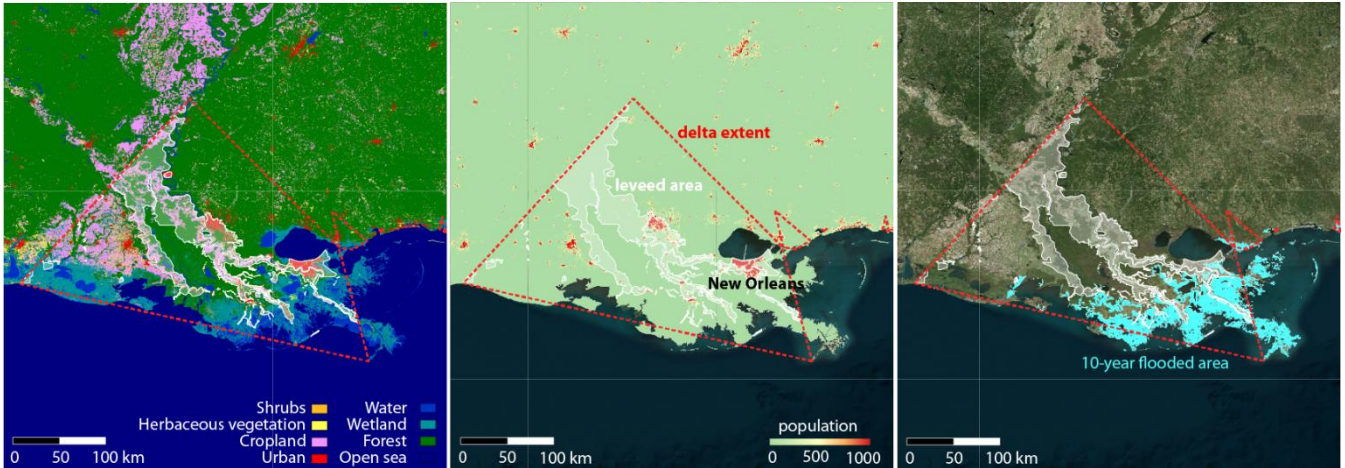 Shrubs Water
Herbaceous vegetation Wetland
Cropland Forest
Urban Open sea
0 50 100 km
delta extent
leveed area
New Orleans
population
0 500 1000
0 50 100 km
10-year flooded area
0 50 100 km